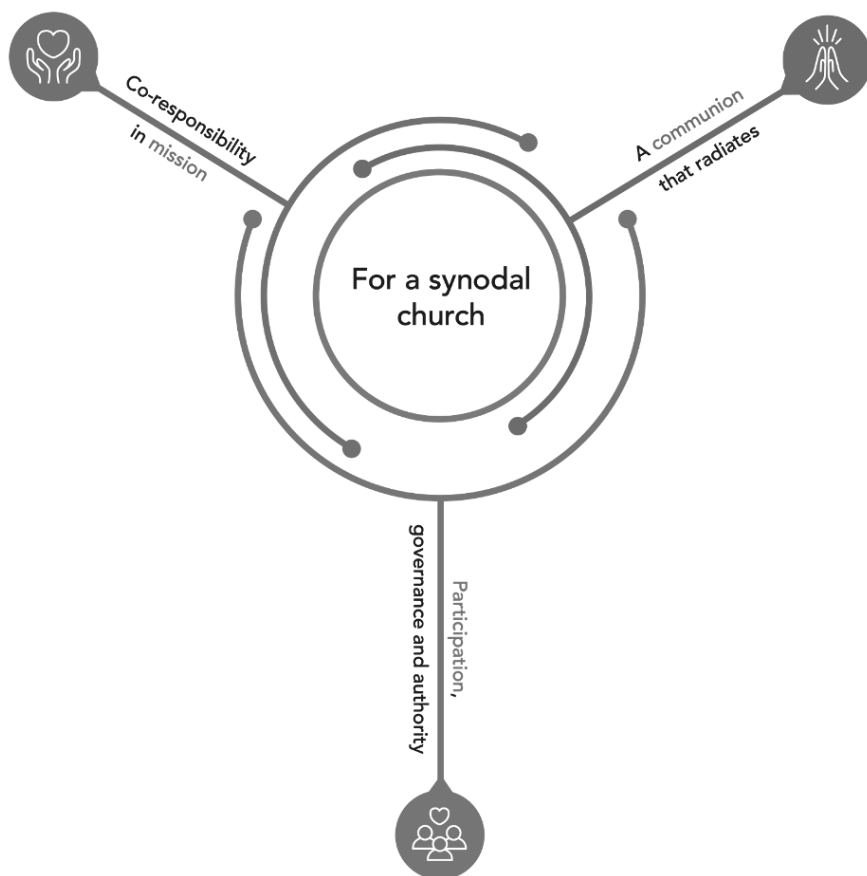 Co-responsibility
in mission
A communion
that radiates
For a synodal
church
Participation,
governance and authority